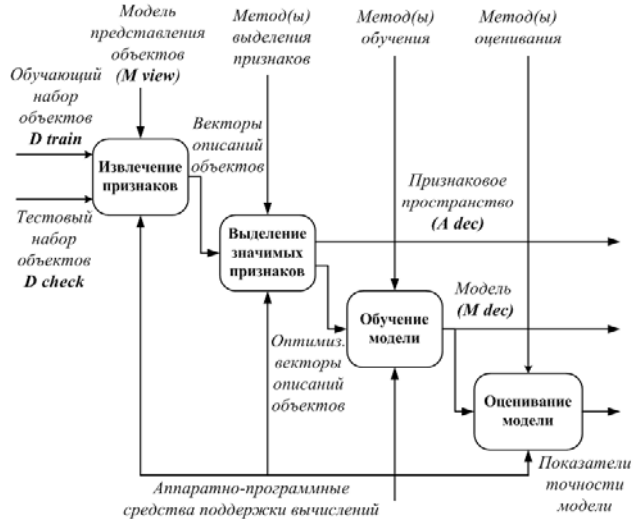 Модель
представления
объектов
(M view)
Метод(ы)
выделения
признаков
Метод(ы)
обучения
Метод(ы)
оценивания
Обучающий
набор
объектов
D train
Векторы
описаний
объектов
Извлечение
признаков
Тестовый
набор
объектов
D check
Признаковое
пространство
(A dec)
Выделение
значимых
признаков
Модель
(M dec)
Обучение
модели
Оптимиз.
векторы
описаний
объектов
Оценивание
модели
Показатели
точности
модели
Аппаратно-программные
средства поддержки вычислений